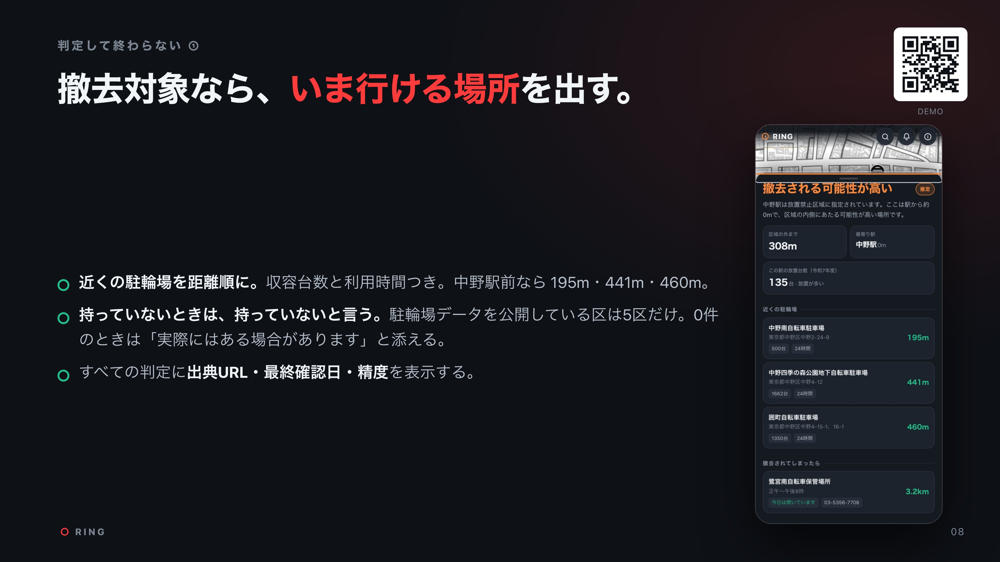 判定して終わらない ①
撤去対象なら、いま行ける場所を出す。
DEMO
近くの駐輪場を距離順に。収容台数と利用時間つき。中野駅前なら 195m・441m・460m。
持っていないときは、持っていないと言う。駐輪場データを公開している区は5区だけ。0件
のときは「実際にはある場合があります」と添える。
すべての判定に出典URL・最終確認日・精度を表示する。
RING
撤去される可能性が高い 推定
中野駅は放置禁止区域に指定されています。ここは駅から約
0mで、区域の内側にあたる可能性が高い場所です。
区域の外まで
308m
最寄り駅
中野駅 0m
この駅の放置台数（令和7年度）
135 台 · 放置が多い
近くの駐輪場
中野南自転車駐車場
東京都中野区中野2-24-9
195m
500台 24時間
中野四季の森公園地下自転車駐車場
東京都中野区中野4-12
441m
1662台 24時間
囲町自転車駐車場
東京都中野区中野4-15-1、16-1
460m
1350台 24時間
撤去されてしまったら
鷺宮南自転車保管場所
正午〜午後8時
3.2km
今日は開いています 03-5356-7708
RING
08